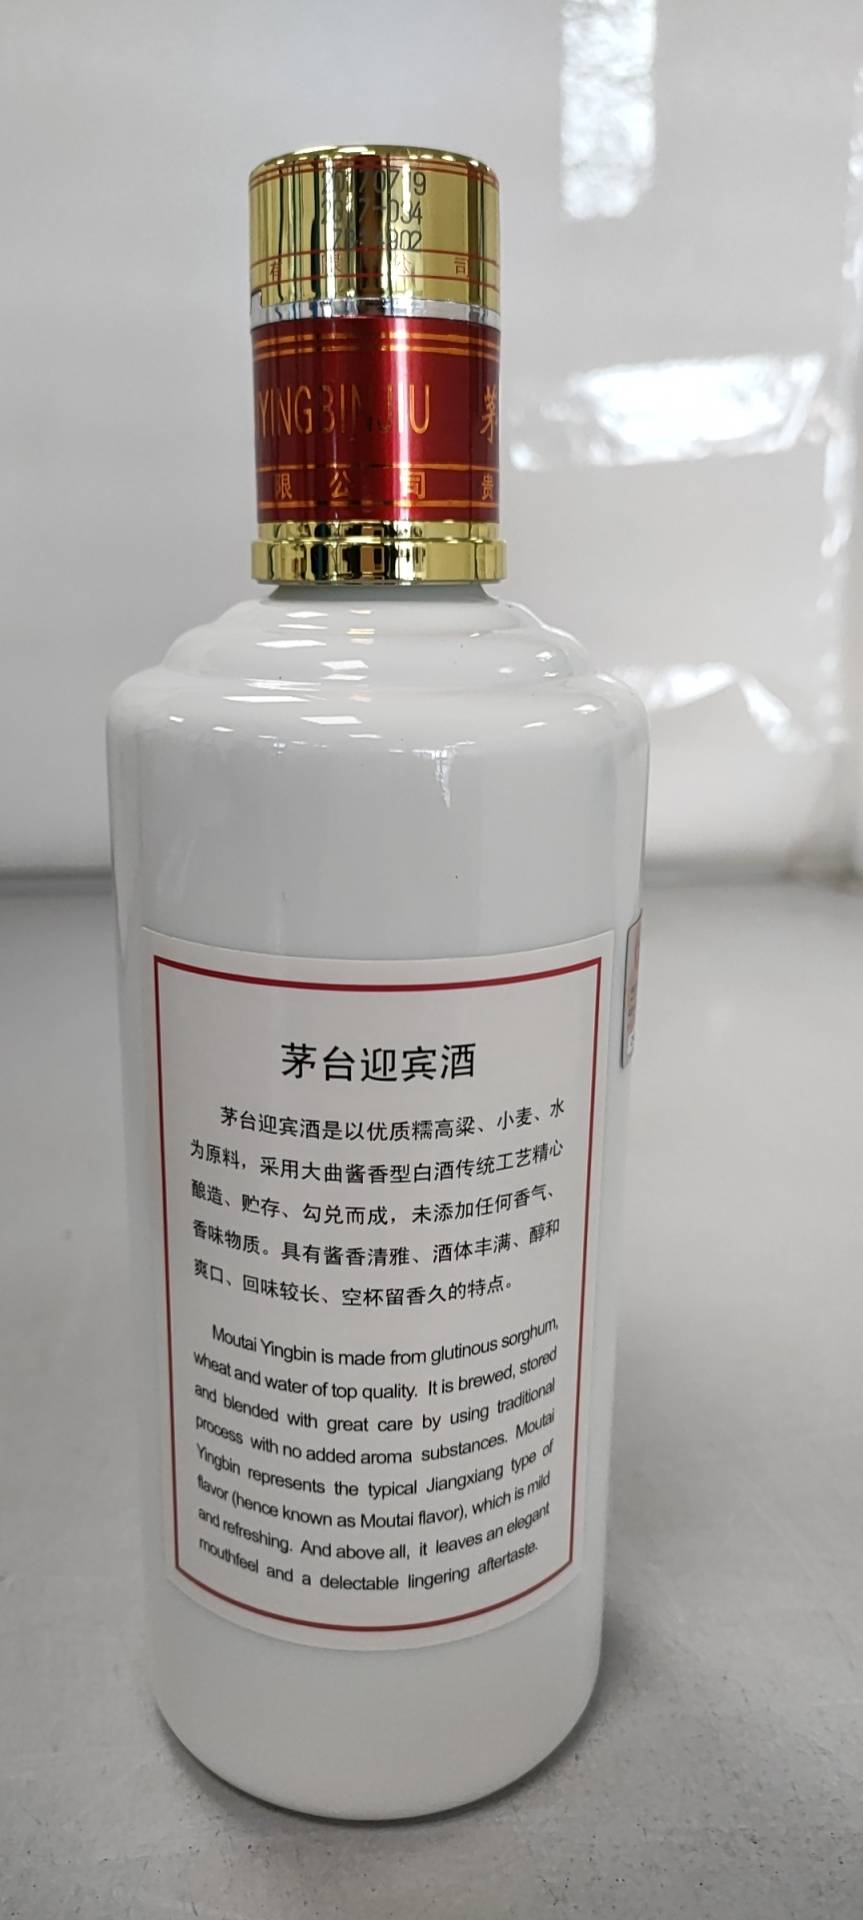 20170719
2017-034
有限公司
YINGBINJIU 茅
限公司 贵
茅台迎宾酒
茅台迎宾酒是以优质糯高粱、小麦、水
为原料，采用大曲酱香型白酒传统工艺精心
酿造、贮存、勾兑而成，未添加任何香气、
香味物质。具有酱香清雅、酒体丰满、醇和
爽口、回味较长、空杯留香久的特点。
Moutai Yingbin is made from glutinous sorghum,
wheat and water of top quality. It is brewed, stored
and blended with great care by using traditional
process with no added aroma substances. Moutai
Yingbin represents the typical Jiangxiang type of
flavor (hence known as Moutai flavor), which is mild
and refreshing. And above all, it leaves an elegant
mouthfeel and a delectable lingering aftertaste.